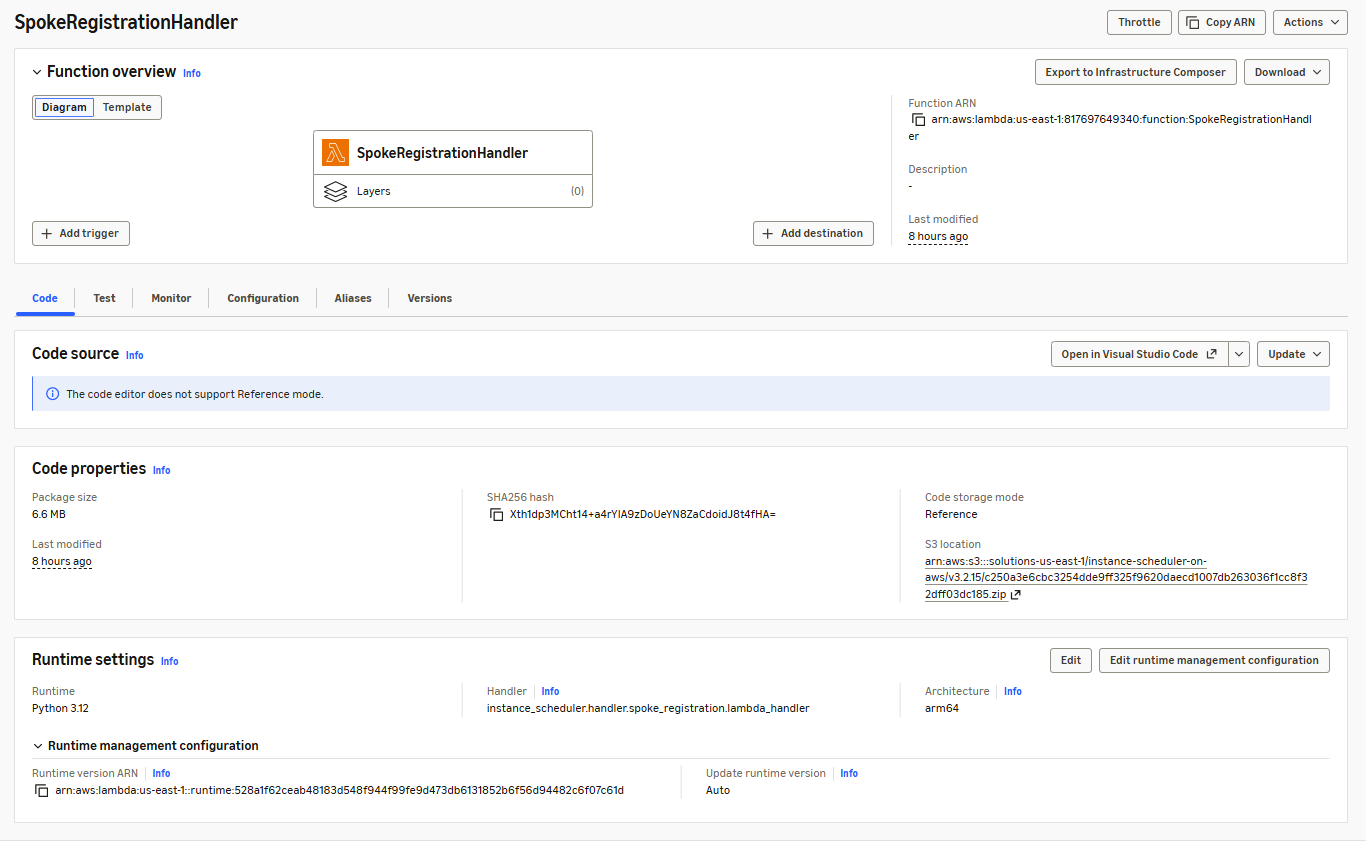 SpokeRegistrationHandler
Throttle
Copy ARN
Actions
Function overview Info
Export to Infrastructure Composer
Download
Diagram
Template
SpokeRegistrationHandler
Layers
(0)
Add trigger
Add destination
Function ARN
arn:aws:lambda:us-east-1:817697649340:function:SpokeRegistrationHandl
er
Description
-
Last modified
8 hours ago
Code
Test
Monitor
Configuration
Aliases
Versions
Code source Info
Open in Visual Studio Code
Update
The code editor does not support Reference mode.
Code properties Info
Package size
6.6 MB
Last modified
8 hours ago
SHA256 hash
Xth1dp3MCht14+a4rYIA9zDoUeYN8ZaCdoidJ8t4fHA=
Code storage mode
Reference
S3 location
arn:aws:s3:::solutions-us-east-1/instance-scheduler-on-
aws/v3.2.15/c250a3e6cbc3254dde9ff325f9620daecd1007db263036f1cc8f3
2dff03dc185.zip
Runtime settings Info
Edit
Edit runtime management configuration
Runtime
Python 3.12
Handler Info
instance_scheduler.handler.spoke_registration.lambda_handler
Architecture Info
arm64
Runtime management configuration
Runtime version ARN Info
arn:aws:lambda:us-east-1::runtime:528a1f62ceab48183d548f944f99fe9d473db6131852b6f56d94482c6f07c61d
Update runtime version Info
Auto